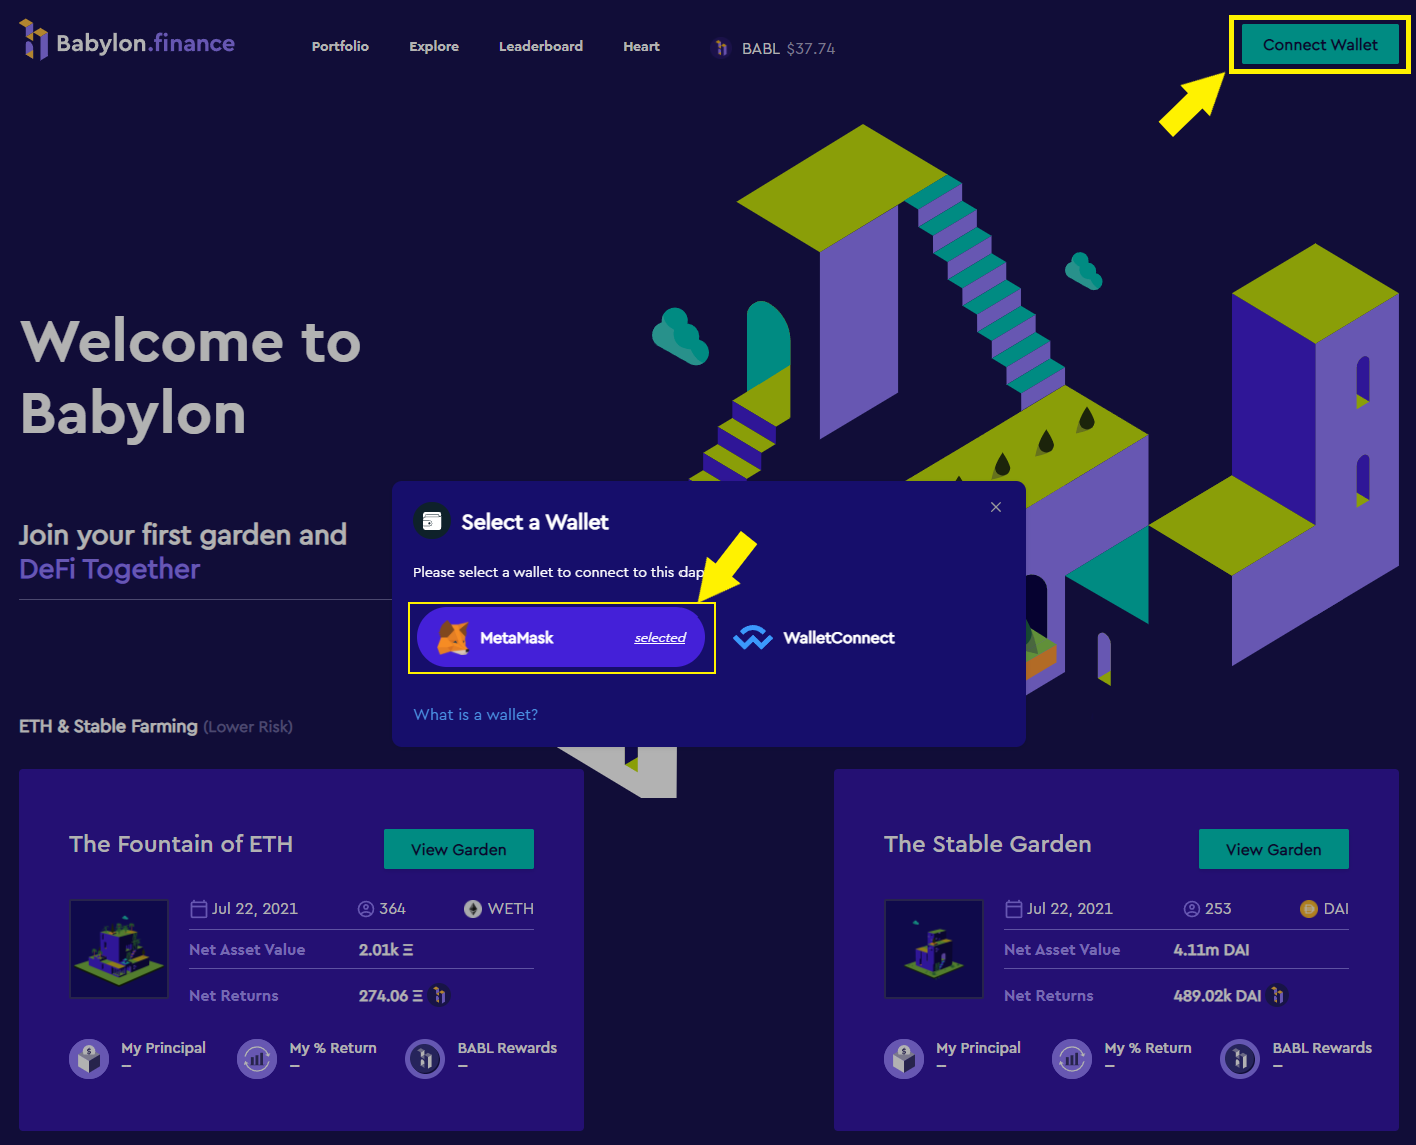 Babylon.finance
Portfolio Explore Leaderboard Heart BABL $37.74
Connect Wallet
Welcome to
Babylon
Join your first garden and
DeFi Together
Select a Wallet
Please select a wallet to connect to this
MetaMask selected
WalletConnect
What is a wallet?
ETH & Stable Farming (Lower Risk)
The Fountain of ETH
View Garden
Jul 22, 2021 364 WETH
Net Asset Value 2.01k Ξ
Net Returns 274.06 Ξ
My Principal
–
My % Return
–
BABL Rewards
–
The Stable Garden
View Garden
Jul 22, 2021 253 DAI
Net Asset Value 4.11m DAI
Net Returns 489.02k DAI
My Principal
–
My % Return
–
BABL Rewards
–